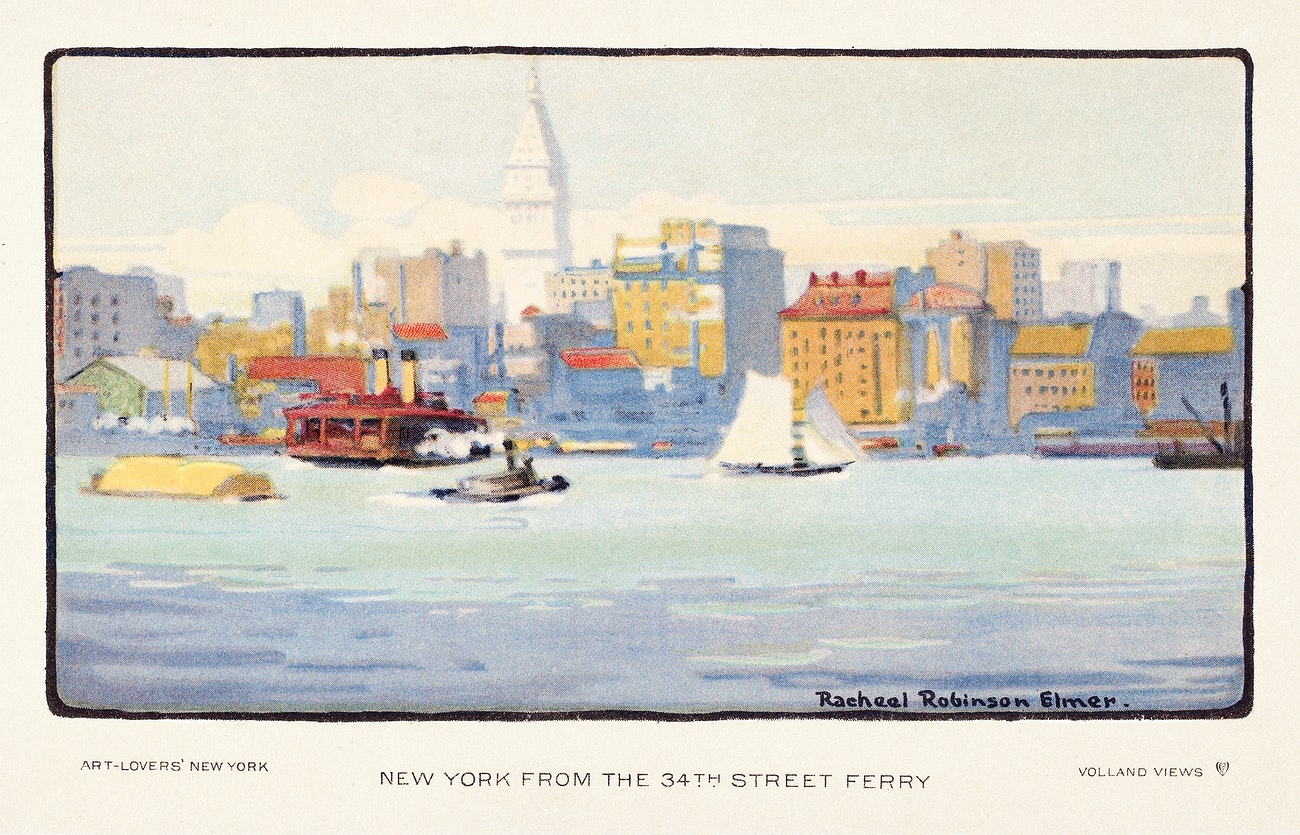 Racheel Robinson Elmer.
ART-LOVERS' NEW YORK
NEW YORK FROM THE 34TH STREET FERRY
VOLLAND VIEWS